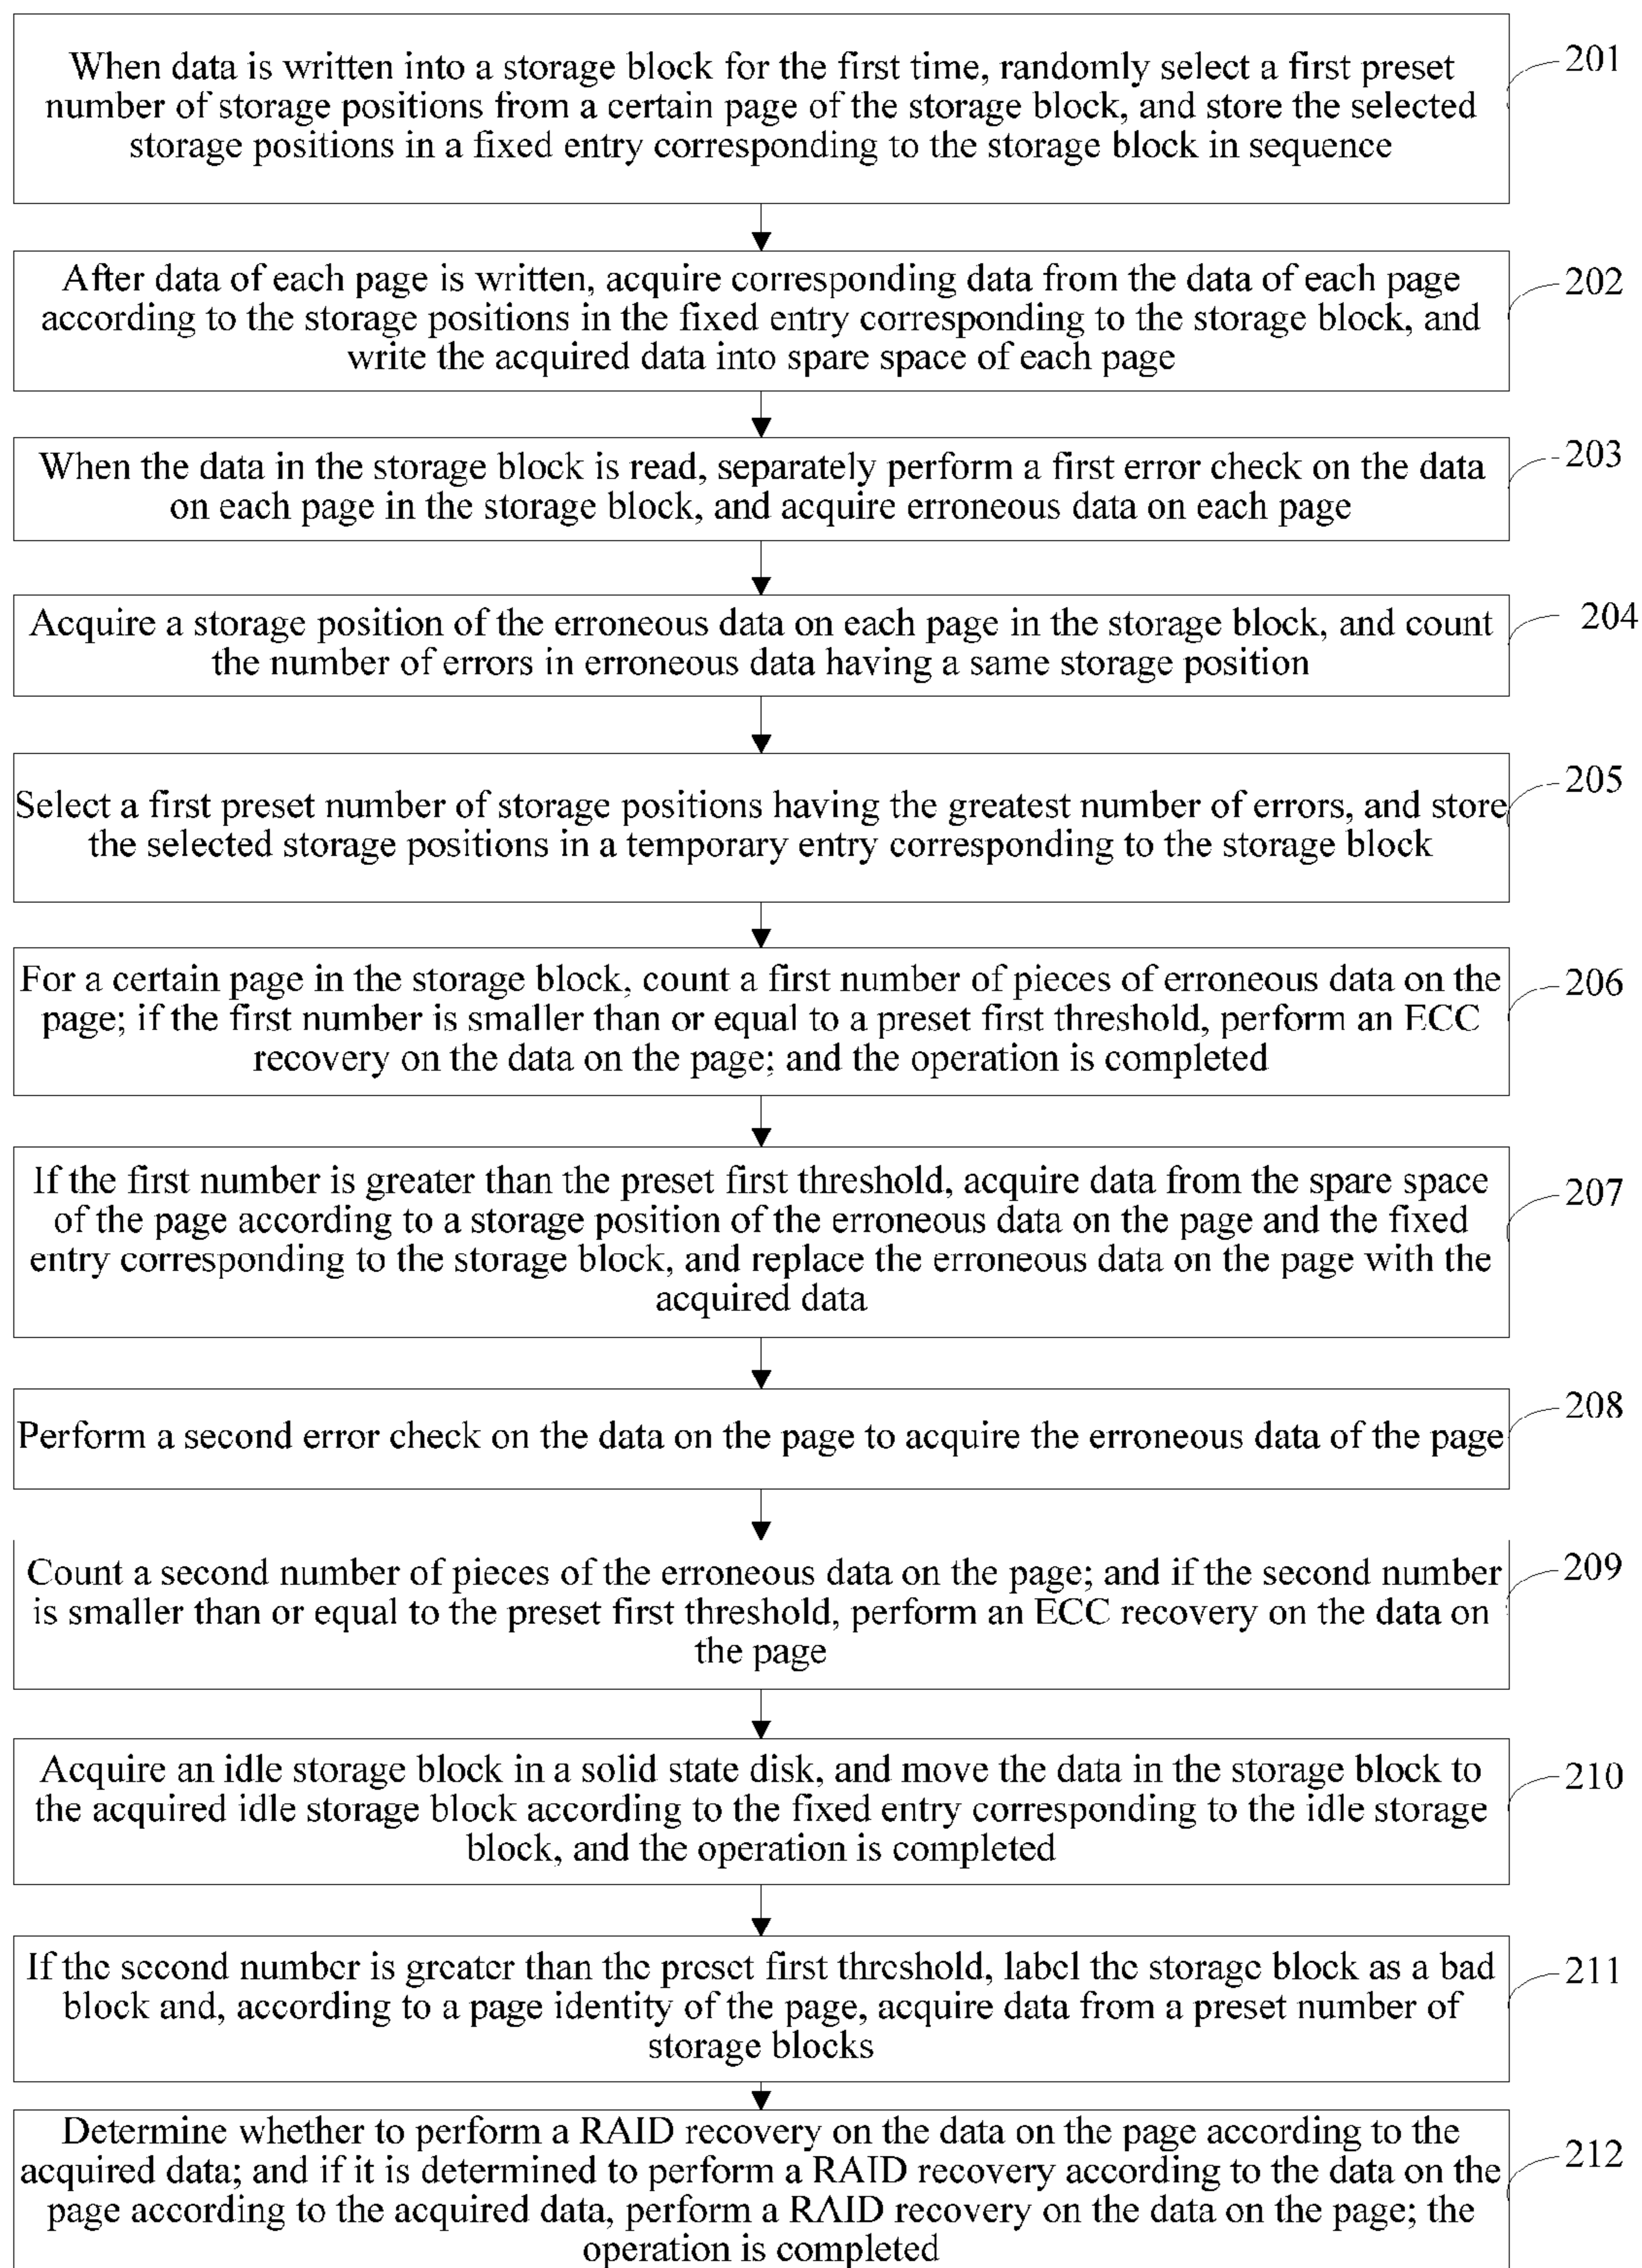 When data is written into a storage block for the first time, randomly select a first preset
number of storage positions from a certain page of the storage block, and store the selected
storage positions in a fixed entry corresponding to the storage block in sequence
201
After data of each page is written, acquire corresponding data from the data of each page
according to the storage positions in the fixed entry corresponding to the storage block, and
write the acquired data into spare space of each page
202
When the data in the storage block is read, separately perform a first error check on the data
on each page in the storage block, and acquire erroneous data on each page
203
Acquire a storage position of the erroneous data on each page in the storage block, and count
the number of errors in erroneous data having a same storage position
204
Select a first preset number of storage positions having the greatest number of errors, and store
the selected storage positions in a temporary entry corresponding to the storage block
205
For a certain page in the storage block, count a first number of pieces of erroneous data on the
page; if the first number is smaller than or equal to a preset first threshold, perform an ECC
recovery on the data on the page; and the operation is completed
206
If the first number is greater than the preset first threshold, acquire data from the spare space
of the page according to a storage position of the erroneous data on the page and the fixed
entry corresponding to the storage block, and replace the erroneous data on the page with the
acquired data
207
Perform a second error check on the data on the page to acquire the erroneous data of the page
208
Count a second number of pieces of the erroneous data on the page; and if the second number
is smaller than or equal to the preset first threshold, perform an ECC recovery on the data on
the page
209
Acquire an idle storage block in a solid state disk, and move the data in the storage block to
the acquired idle storage block according to the fixed entry corresponding to the idle storage
block, and the operation is completed
210
If the second number is greater than the preset first threshold, label the storage block as a bad
block and, according to a page identity of the page, acquire data from a preset number of
storage blocks
211
Determine whether to perform a RAID recovery on the data on the page according to the
acquired data; and if it is determined to perform a RAID recovery according to the data on the
page according to the acquired data, perform a RAID recovery on the data on the page; the
operation is completed
212